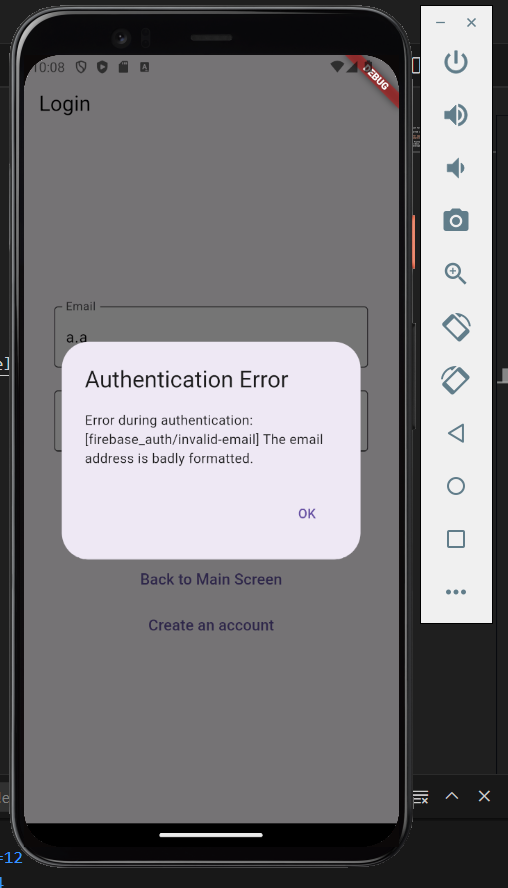 10:08
DEBUG
Login
Email
a.a
Authentication Error
Error during authentication:
[firebase_auth/invalid-email] The email
address is badly formatted.
OK
Back to Main Screen
Create an account
=12